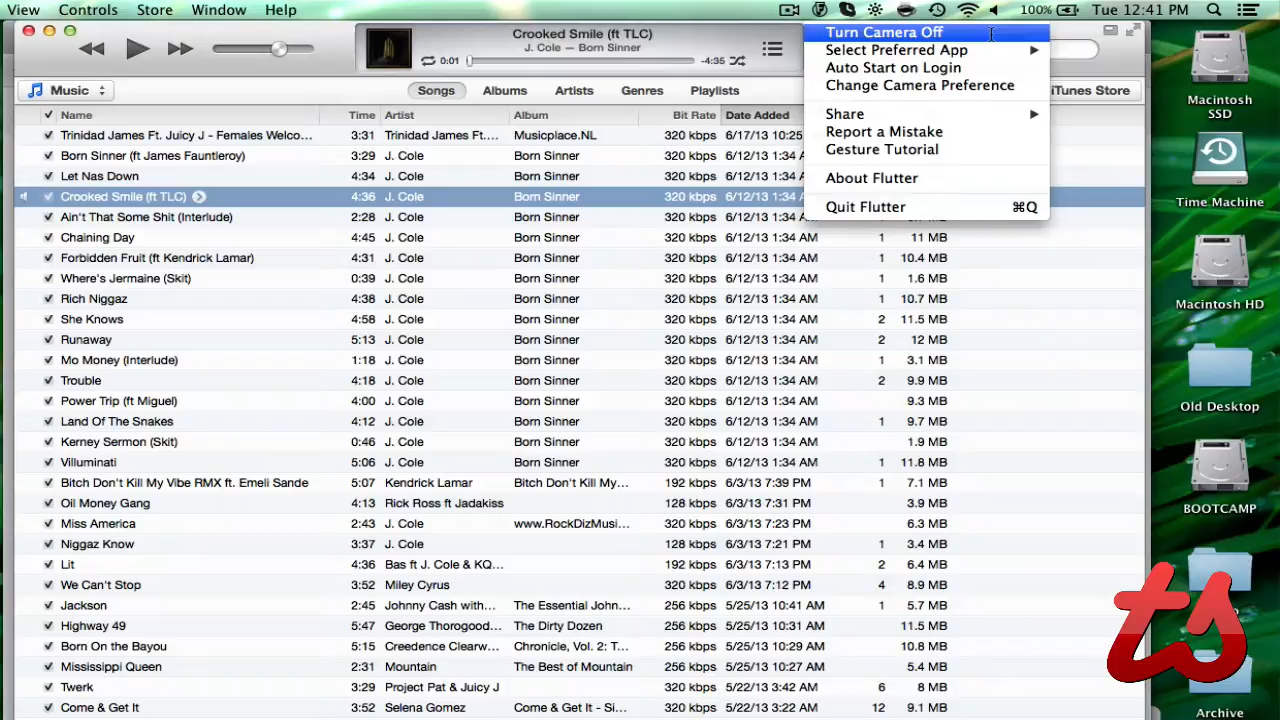 View Controls Store Window Help 100% Tue 12:41 PM
Crooked Smile (ft TLC)
J. Cole — Born Sinner
0:01 -4:35
Turn Camera Off
Select Preferred App
Auto Start on Login
Change Camera Preference
Share
Report a Mistake
Gesture Tutorial
About Flutter
Quit Flutter ⌘Q
Music Songs Albums Artists Genres Playlists iTunes Store
Name Time Artist Album Bit Rate Date Added
Trinidad James Ft. Juicy J - Females Welco... 3:31 Trinidad James Ft.... Musicplace.NL 320 kbps 6/17/13 10:25
Born Sinner (ft James Fauntleroy) 3:29 J. Cole Born Sinner 320 kbps 6/12/13 1:34
Let Nas Down 4:34 J. Cole Born Sinner 320 kbps 6/12/13 1:34
Crooked Smile (ft TLC) 4:36 J. Cole Born Sinner 320 kbps 6/12/13 1:34
Ain't That Some Shit (Interlude) 2:28 J. Cole Born Sinner 320 kbps 6/12/13 1:34 AM
Chaining Day 4:45 J. Cole Born Sinner 320 kbps 6/12/13 1:34 AM 1 11 MB
Forbidden Fruit (ft Kendrick Lamar) 4:31 J. Cole Born Sinner 320 kbps 6/12/13 1:34 AM 1 10.4 MB
Where's Jermaine (Skit) 0:39 J. Cole Born Sinner 320 kbps 6/12/13 1:34 AM 1 1.6 MB
Rich Niggaz 4:38 J. Cole Born Sinner 320 kbps 6/12/13 1:34 AM 1 10.7 MB
She Knows 4:58 J. Cole Born Sinner 320 kbps 6/12/13 1:34 AM 2 11.5 MB
Runaway 5:13 J. Cole Born Sinner 320 kbps 6/12/13 1:34 AM 2 12 MB
Mo Money (Interlude) 1:18 J. Cole Born Sinner 320 kbps 6/12/13 1:34 AM 1 3.1 MB
Trouble 4:18 J. Cole Born Sinner 320 kbps 6/12/13 1:34 AM 2 9.9 MB
Power Trip (ft Miguel) 4:00 J. Cole Born Sinner 320 kbps 6/12/13 1:34 AM 9.3 MB
Land Of The Snakes 4:12 J. Cole Born Sinner 320 kbps 6/12/13 1:34 AM 1 9.7 MB
Kerney Sermon (Skit) 0:46 J. Cole Born Sinner 320 kbps 6/12/13 1:34 AM 1.9 MB
Villuminati 5:06 J. Cole Born Sinner 320 kbps 6/12/13 1:34 AM 1 11.8 MB
Bitch Don't Kill My Vibe RMX ft. Emeli Sande 5:07 Kendrick Lamar Bitch Don't Kill My... 192 kbps 6/3/13 7:39 PM 1 7.1 MB
Oil Money Gang 4:13 Rick Ross ft Jadakiss 128 kbps 6/3/13 7:31 PM 3.9 MB
Miss America 2:43 J. Cole www.RockDizMusi... 320 kbps 6/3/13 7:23 PM 6.3 MB
Niggaz Know 3:37 J. Cole 128 kbps 6/3/13 7:21 PM 1 3.4 MB
Lit 4:36 Bas ft J. Cole & KQ... 192 kbps 6/3/13 7:13 PM 2 6.4 MB
We Can't Stop 3:52 Miley Cyrus 320 kbps 6/3/13 7:12 PM 4 8.9 MB
Jackson 2:45 Johnny Cash with... The Essential John... 256 kbps 5/25/13 10:41 AM 1 5.7 MB
Highway 49 5:47 George Thorogood... The Dirty Dozen 256 kbps 5/25/13 10:35 AM 11.5 MB
Born On the Bayou 5:15 Creedence Clearw... Chronicle, Vol. 2: T... 256 kbps 5/25/13 10:29 AM 10.8 MB
Mississippi Queen 2:31 Mountain The Best of Mountain 256 kbps 5/25/13 10:27 AM 5.4 MB
Twerk 3:29 Project Pat & Juicy J 320 kbps 5/22/13 3:42 AM 6 8 MB
Come & Get It 3:52 Selena Gomez Come & Get It - Si... 320 kbps 5/22/13 3:22 AM 12 9.1 MB
Macintosh
SSD
Time Machine
Macintosh HD
Old Desktop
BOOTCAMP
ts
Archive